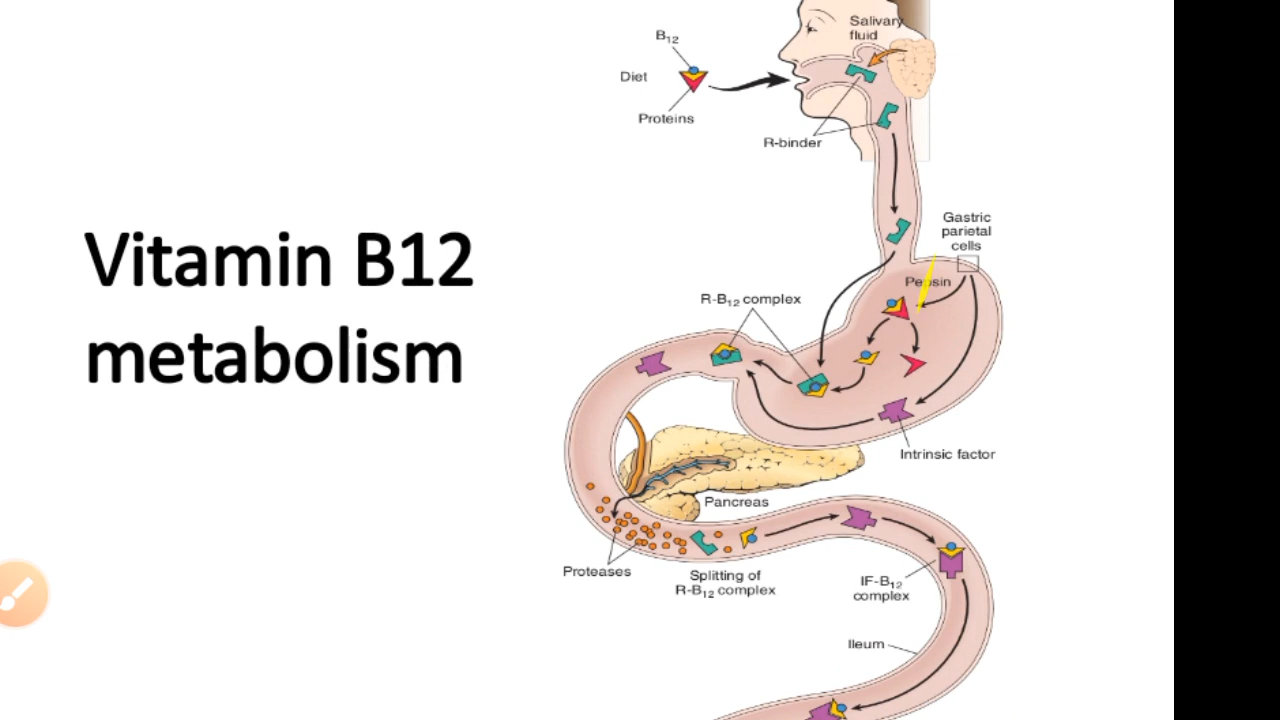 Vitamin B12
metabolism
Salivary
fluid
B12
Diet
Proteins
R-binder
Gastric
parietal
cells
Pepsin
R-B12 complex
Intrinsic factor
Pancreas
Proteases
Splitting of
R-B12 complex
IF-B12
complex
Ileum